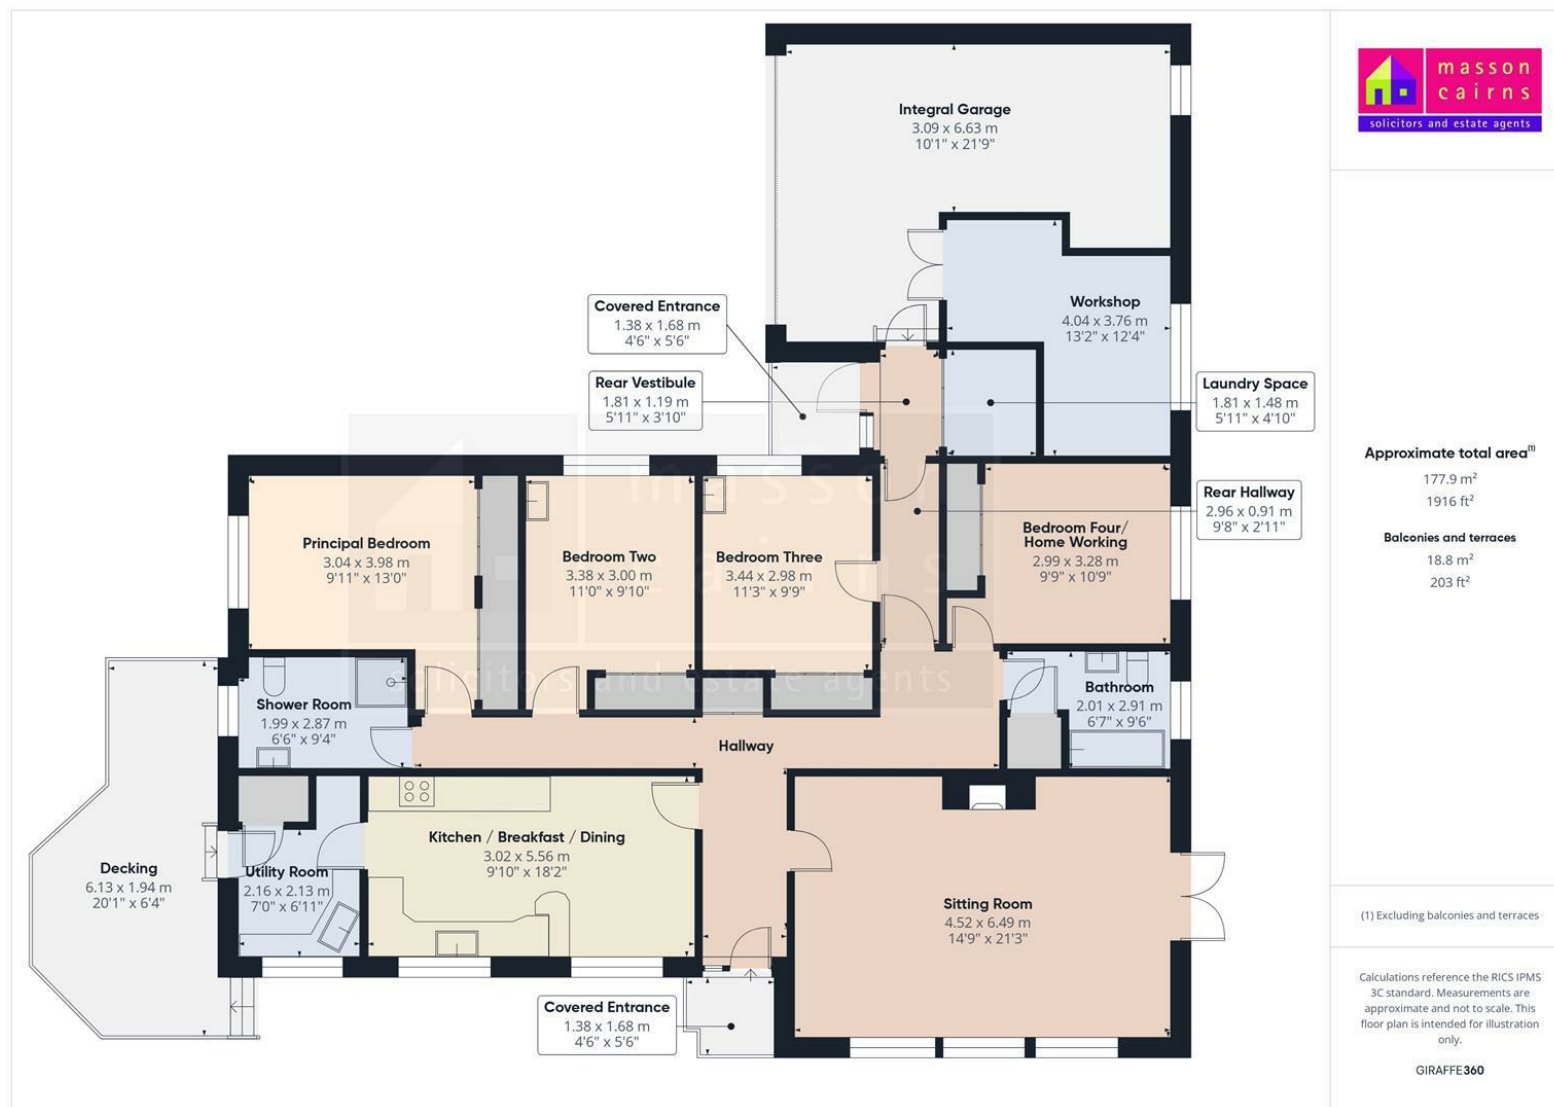 masson
cairns
solicitors and estate agents
Integral Garage
3.09 x 6.63 m
10'1" x 21'9"
Covered Entrance
1.38 x 1.68 m
4'6" x 5'6"
Workshop
4.04 x 3.76 m
13'2" x 12'4"
Rear Vestibule
1.81 x 1.19 m
5'11" x 3'10"
Laundry Space
1.81 x 1.48 m
5'11" x 4'10"
Rear Hallway
2.96 x 0.91 m
9'8" x 2'11"
Principal Bedroom
3.04 x 3.98 m
9'11" x 13'0"
Bedroom Two
3.38 x 3.00 m
11'0" x 9'10"
Bedroom Three
3.44 x 2.98 m
11'3" x 9'9"
Bedroom Four/
Home Working
2.99 x 3.28 m
9'9" x 10'9"
masson
cairns
solicitors and estate agents
Shower Room
1.99 x 2.87 m
6'6" x 9'4"
Bathroom
2.01 x 2.91 m
6'7" x 9'6"
Hallway
Decking
6.13 x 1.94 m
20'1" x 6'4"
Utility Room
2.16 x 2.13 m
7'0" x 6'11"
Kitchen / Breakfast / Dining
3.02 x 5.56 m
9'10" x 18'2"
Sitting Room
4.52 x 6.49 m
14'9" x 21'3"
Covered Entrance
1.38 x 1.68 m
4'6" x 5'6"
Approximate total area(1)
177.9 m²
1916 ft²
Balconies and terraces
18.8 m²
203 ft²
(1) Excluding balconies and terraces
Calculations reference the RICS IPMS
3C standard. Measurements are
approximate and not to scale. This
floor plan is intended for illustration
only.
GIRAFFE360